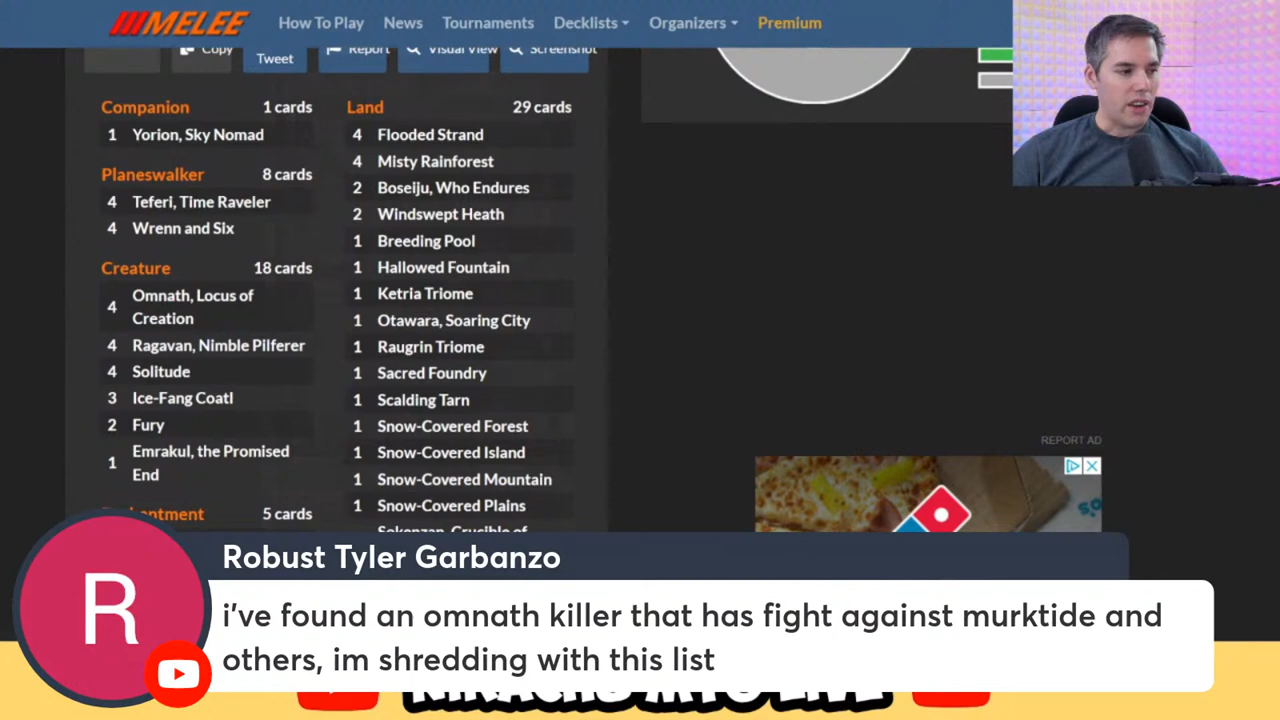 MELEE
How To Play News Tournaments Decklists Organizers Premium
Copy
Tweet
Report
Visual View
Screenshot
Companion 1 cards
1 Yorion, Sky Nomad
Planeswalker 8 cards
4 Teferi, Time Raveler
4 Wrenn and Six
Creature 18 cards
4 Omnath, Locus of
Creation
4 Ragavan, Nimble Pilferer
4 Solitude
3 Ice-Fang Coatl
2 Fury
1 Emrakul, the Promised
End
Enchantment 5 cards
Land 29 cards
4 Flooded Strand
4 Misty Rainforest
2 Boseiju, Who Endures
2 Windswept Heath
1 Breeding Pool
1 Hallowed Fountain
1 Ketria Triome
1 Otawara, Soaring City
1 Raugrin Triome
1 Sacred Foundry
1 Scalding Tarn
1 Snow-Covered Forest
1 Snow-Covered Island
1 Snow-Covered Mountain
1 Snow-Covered Plains
Sokenzan, Crucible of
REPORT AD
R
Robust Tyler Garbanzo
i've found an omnath killer that has fight against murktide and
others, im shredding with this list